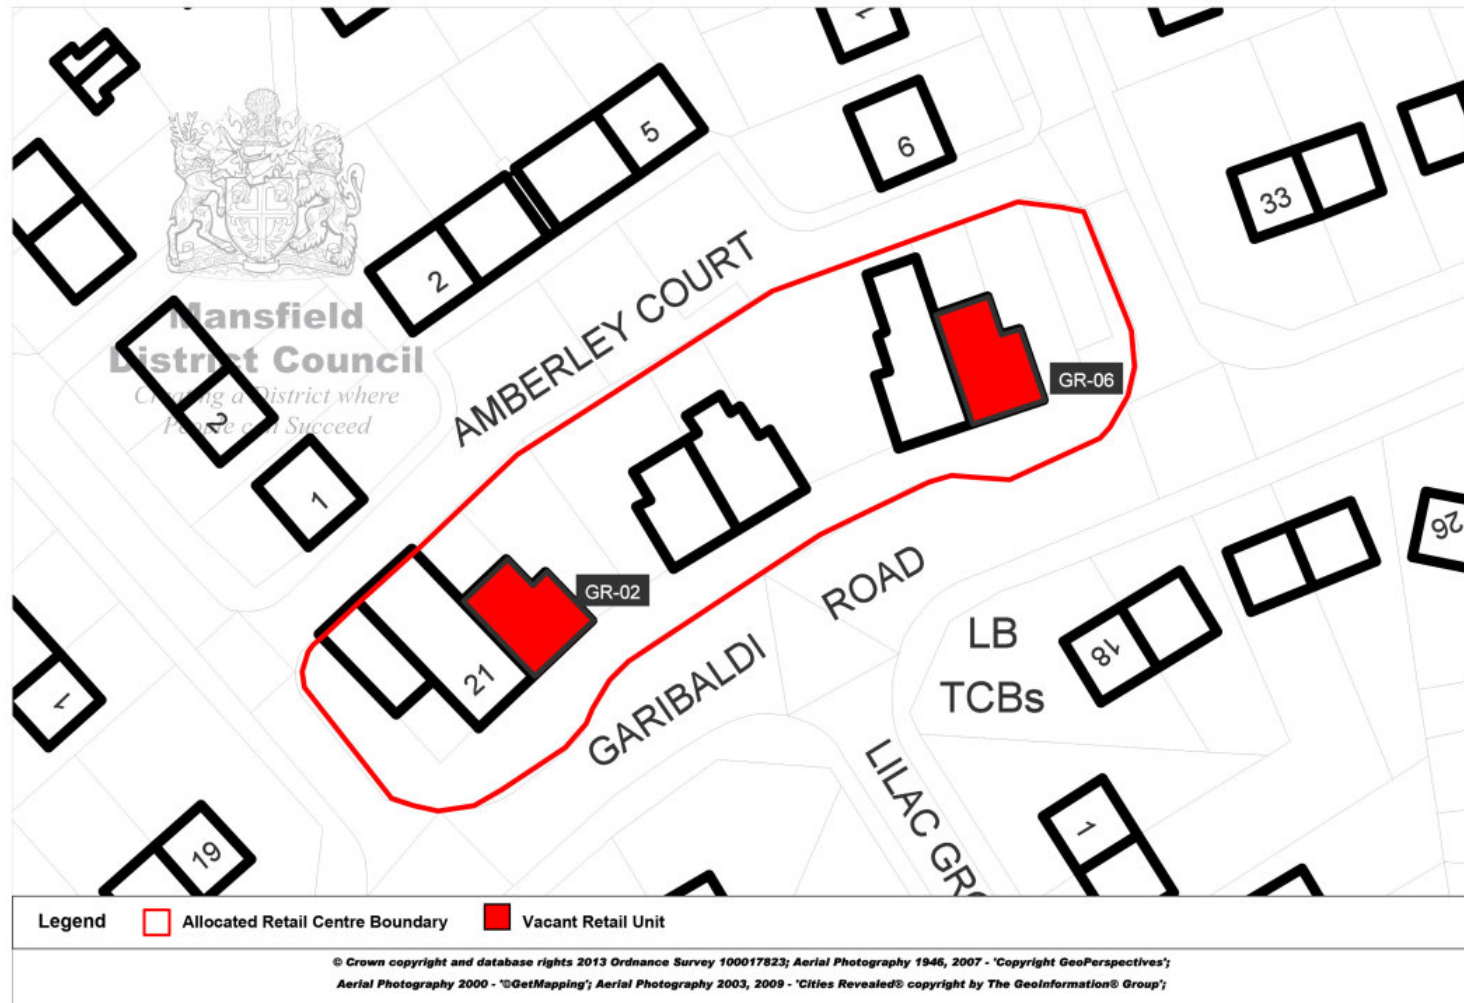 5
6
33
2
AMBERLEY COURT
Mansfield
District Council
Creating a District where
People can Succeed
2
1
GR-06
GR-02
21
GARIBALDI ROAD
LB
TCBs
18
26
LILAC GRO
1
1
19
1
Legend
Allocated Retail Centre Boundary
Vacant Retail Unit
© Crown copyright and database rights 2013 Ordnance Survey 100017823; Aerial Photography 1946, 2007 - 'Copyright GeoPerspectives';
Aerial Photography 2000 - '©GetMapping'; Aerial Photography 2003, 2009 - 'Cities Revealed® copyright by The GeoInformation® Group';